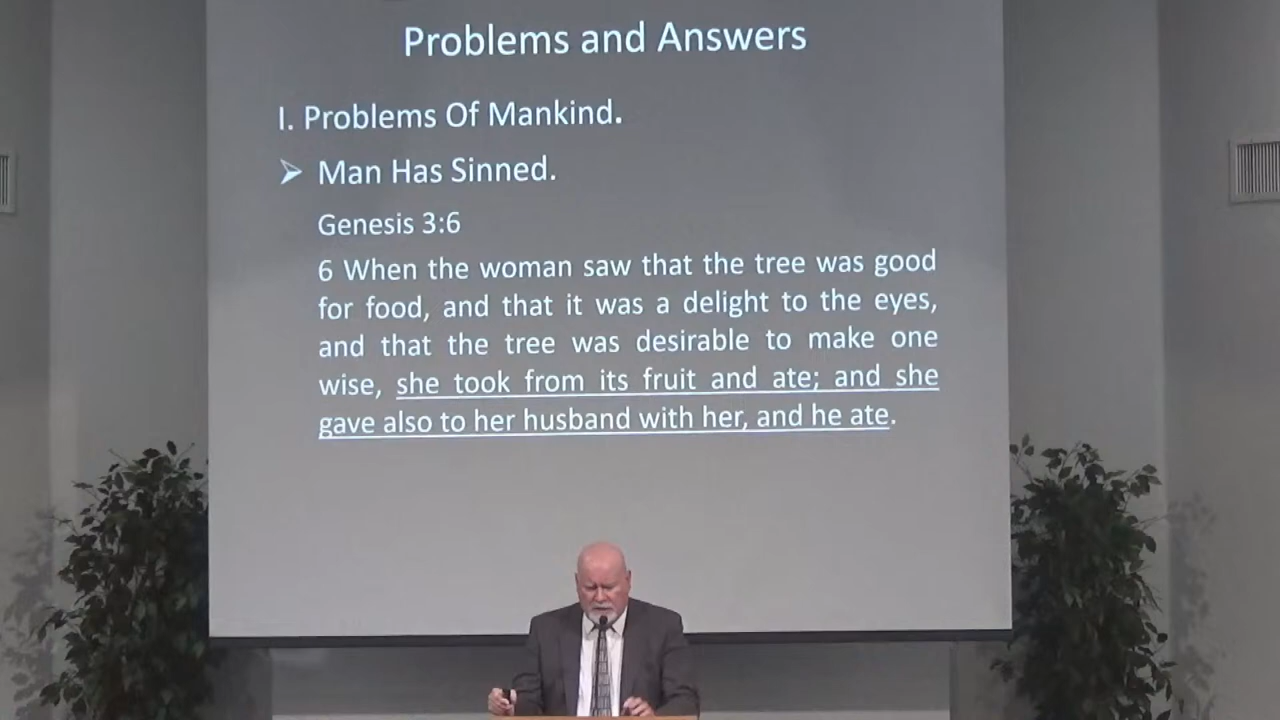 Problems and Answers
I. Problems Of Mankind.
➢ Man Has Sinned.
Genesis 3:6
6 When the woman saw that the tree was good
for food, and that it was a delight to the eyes,
and that the tree was desirable to make one
wise, she took from its fruit and ate; and she
gave also to her husband with her, and he ate.